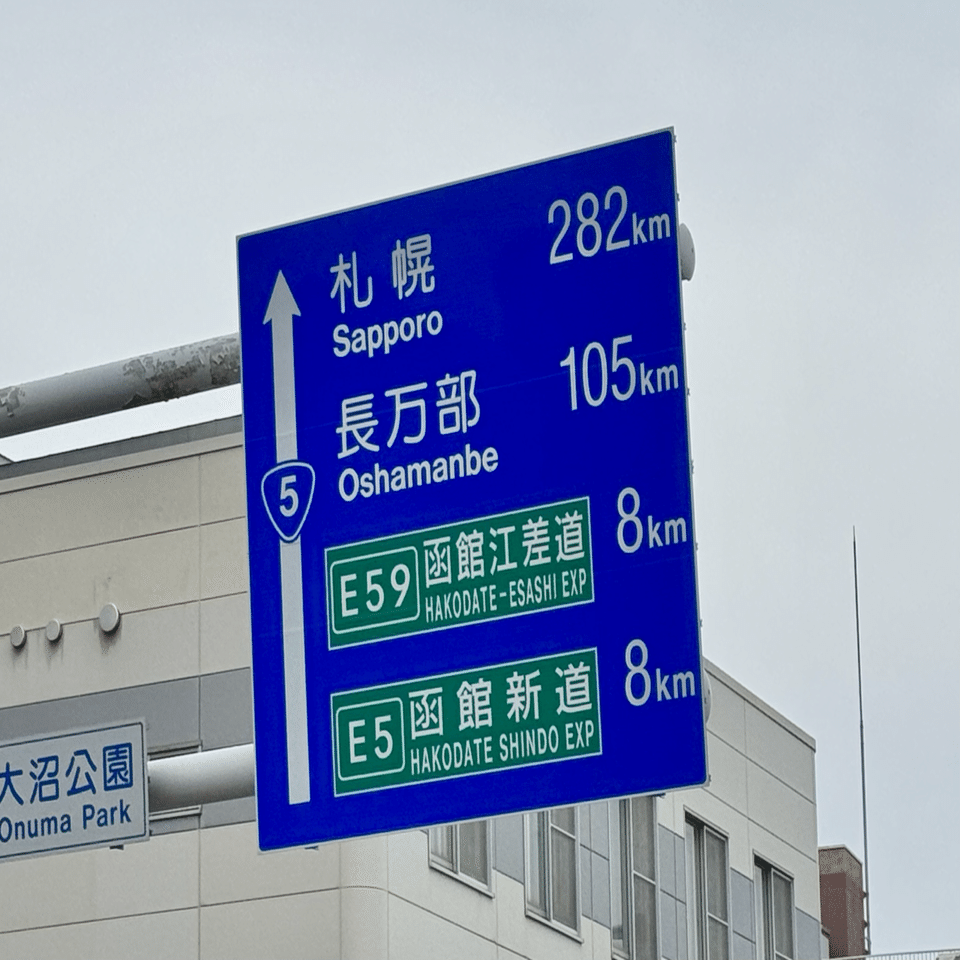 札幌 282km
Sapporo
長万部 105km
Oshamanbe
5
E59 函館江差道 8km
HAKODATE-ESASHI EXP
E5 函館新道 8km
HAKODATE SHINDO EXP
大沼公園
Onuma Park